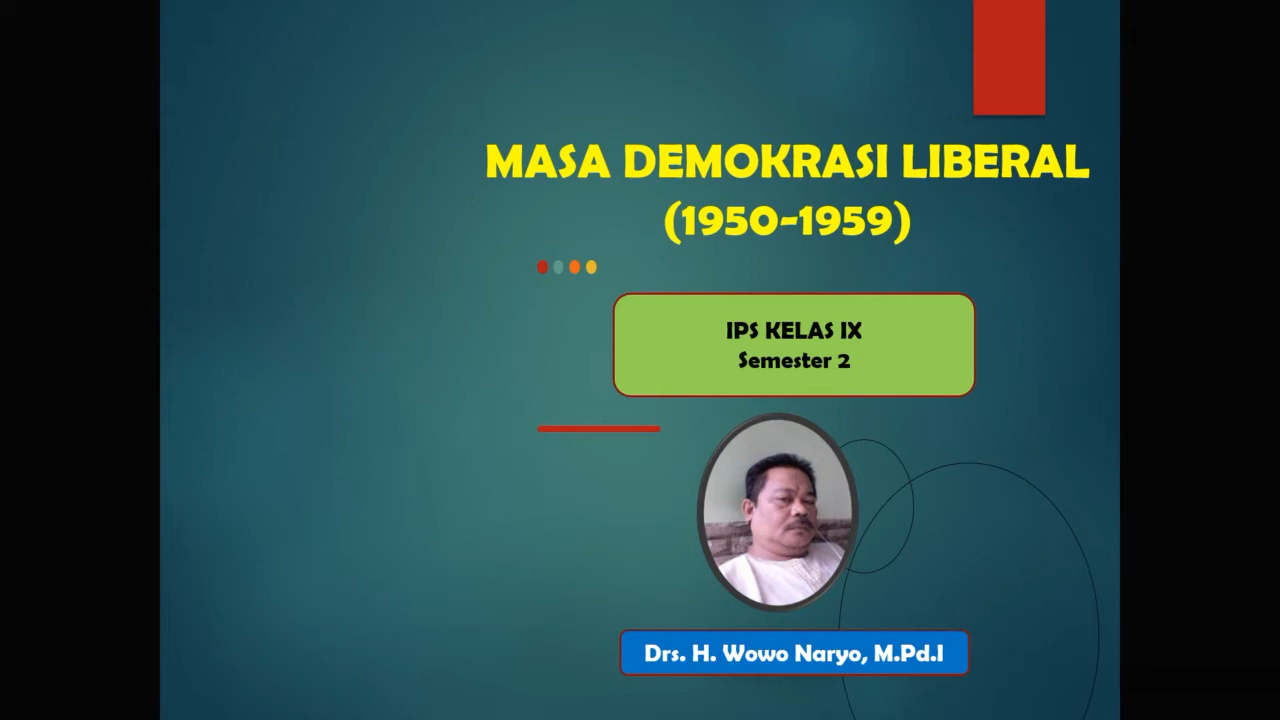 MASA DEMOKRASI LIBERAL
(1950-1959)
IPS KELAS IX
Semester 2
Drs. H. Wowo Naryo, M.Pd.I